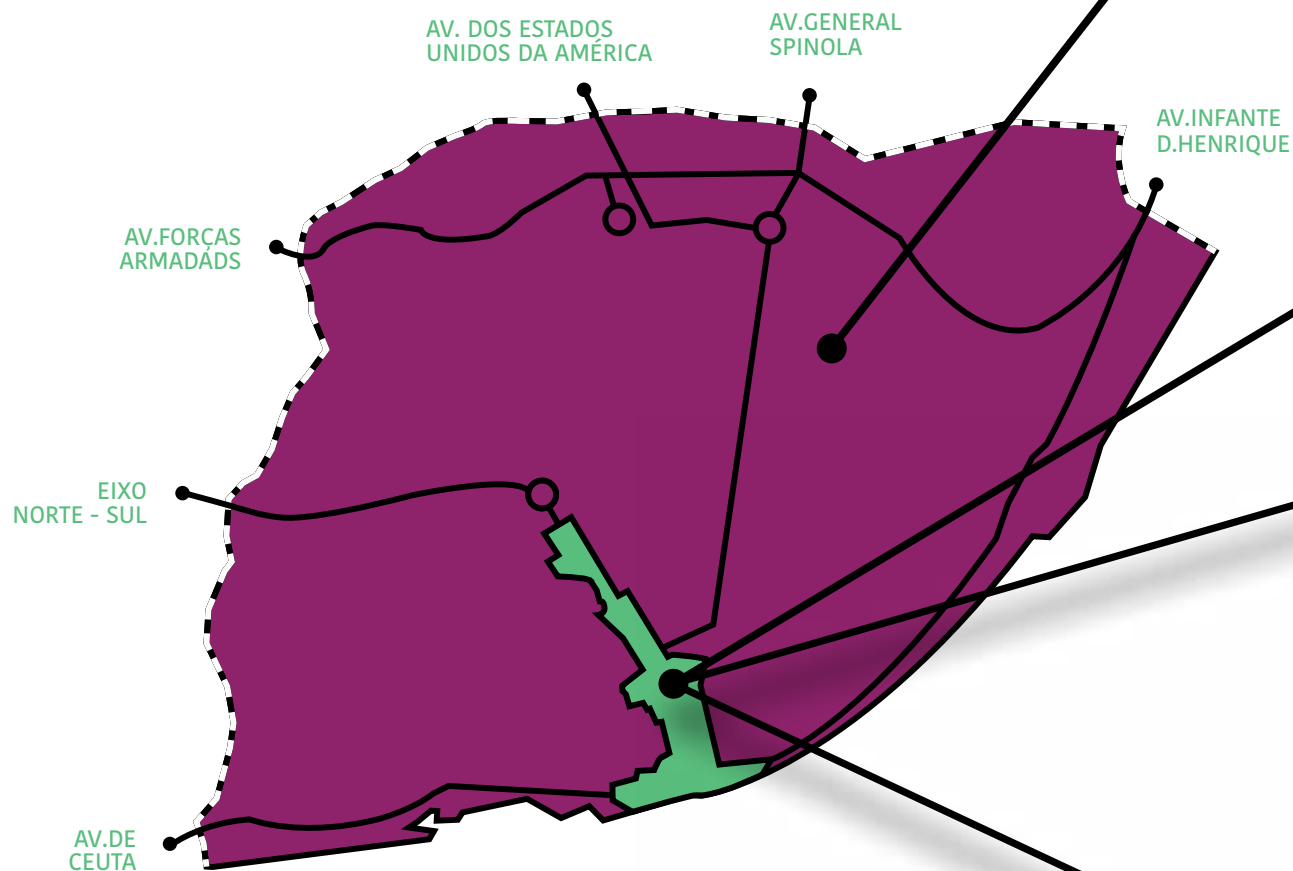 AV. DOS ESTADOS
UNIDOS DA AMÉRICA
AV.GENERAL
SPINOLA
AV.INFANTE
D.HENRIQUE
AV.FORÇAS
ARMADADS
EIXO
NORTE - SUL
AV.DE
CEUTA